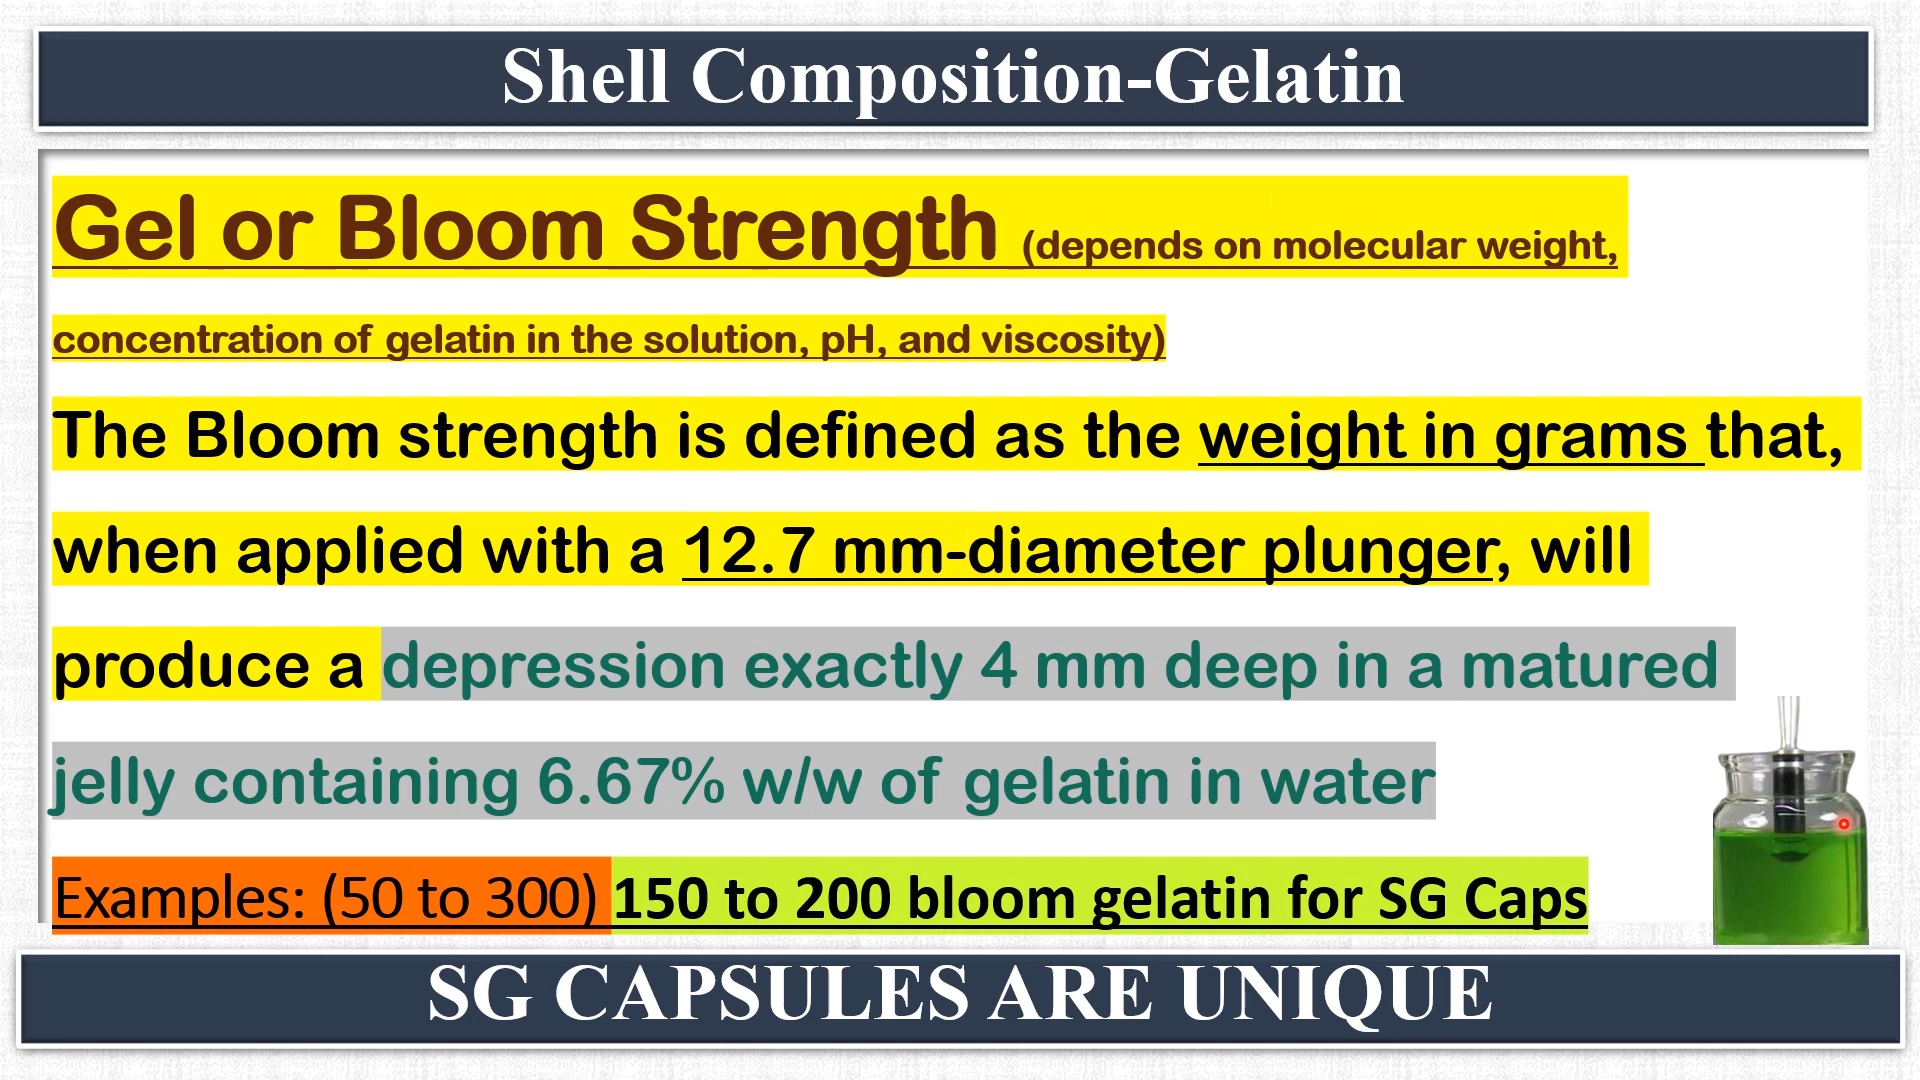 Shell Composition-Gelatin
Gel or Bloom Strength (depends on molecular weight,
concentration of gelatin in the solution, pH, and viscosity)
The Bloom strength is defined as the weight in grams that,
when applied with a 12.7 mm-diameter plunger, will
produce a depression exactly 4 mm deep in a matured
jelly containing 6.67% w/w of gelatin in water
Examples: (50 to 300) 150 to 200 bloom gelatin for SG Caps
SG CAPSULES ARE UNIQUE